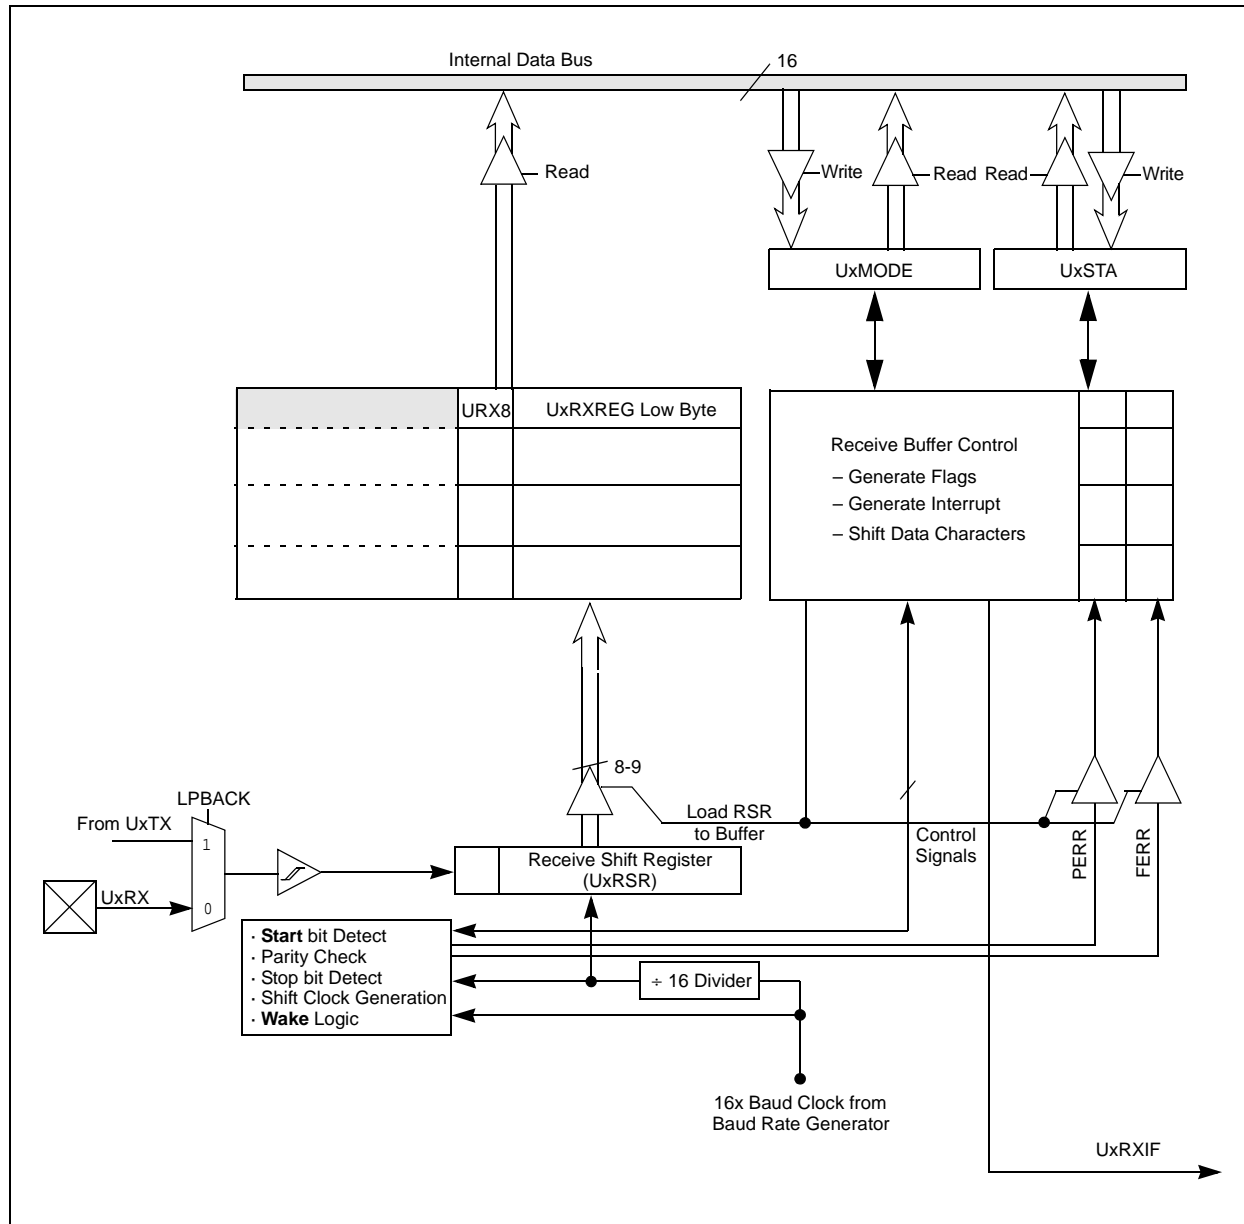 Internal Data Bus
16
Read
Write
Read
Read
Write
UxMODE
UxSTA
URX8
UxRXREG Low Byte
Receive Buffer Control
– Generate Flags
– Generate Interrupt
– Shift Data Characters
8-9
LPBACK
From UxTX
1
Load RSR
to Buffer
Control
Signals
PERR
FERR
Receive Shift Register
(UxRSR)
UxRX
0
· Start bit Detect
· Parity Check
· Stop bit Detect
· Shift Clock Generation
· Wake Logic
÷ 16 Divider
16x Baud Clock from
Baud Rate Generator
UxRXIF